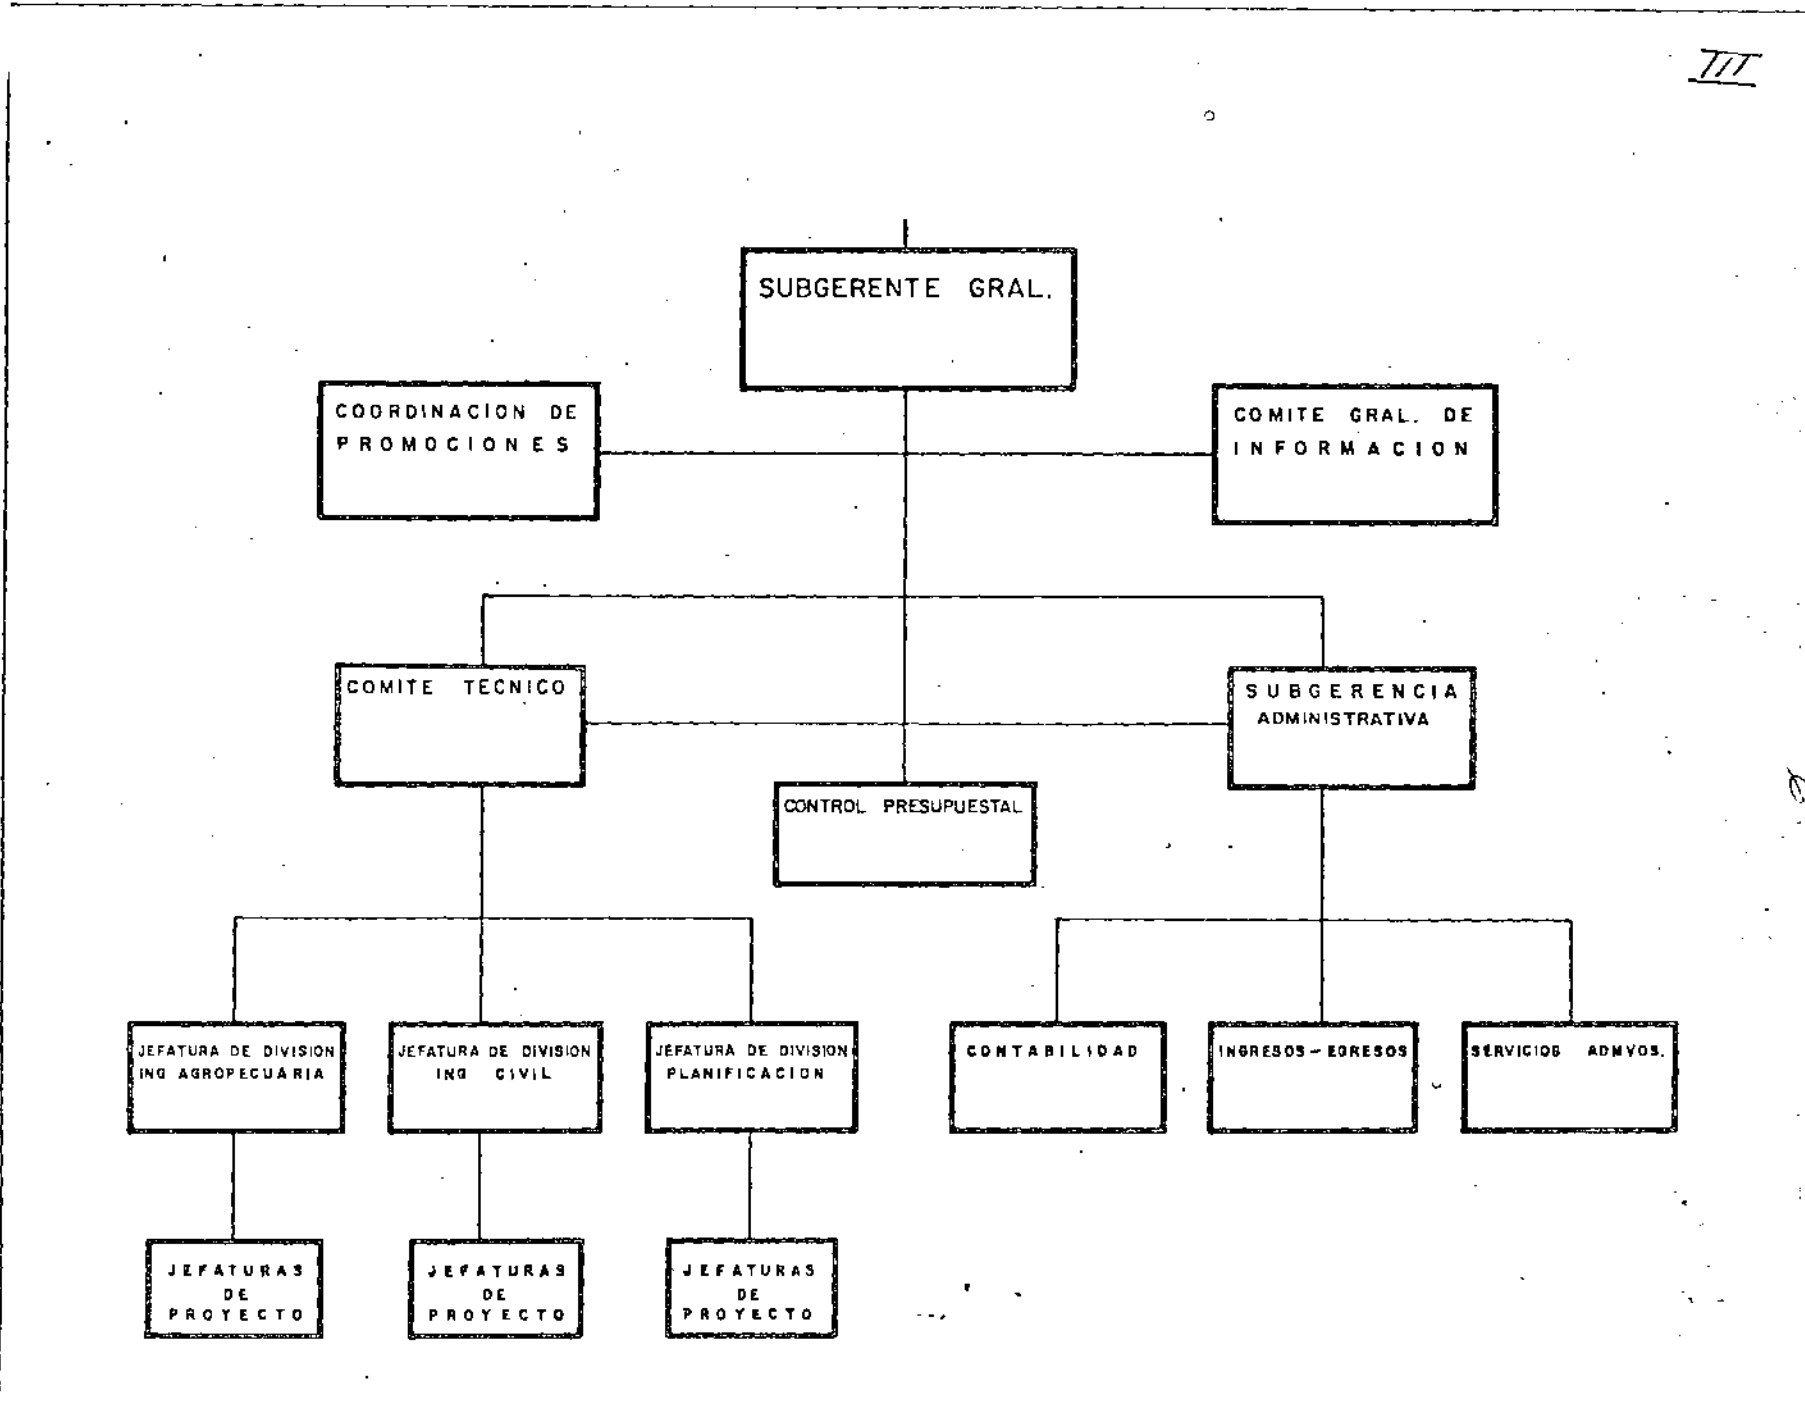 III
SUBGERENTE GRAL.
COORDINACION DE
PROMOCIONES
COMITE GRAL. DE
INFORMACION
COMITE TECNICO
SUBGERENCIA
ADMINISTRATIVA
CONTROL PRESUPUESTAL
JEFATURA DE DIVISION
ING AGROPECUARIA
JEFATURA DE DIVISION
ING CIVIL
JEFATURA DE DIVISION
PLANIFICACION
CONTABILIDAD
INGRESOS-EGRESOS
SERVICIOS ADMVOS.
JEFATURAS
DE
PROYECTO
JEFATURAS
DE
PROYECTO
JEFATURAS
DE
PROYECTO